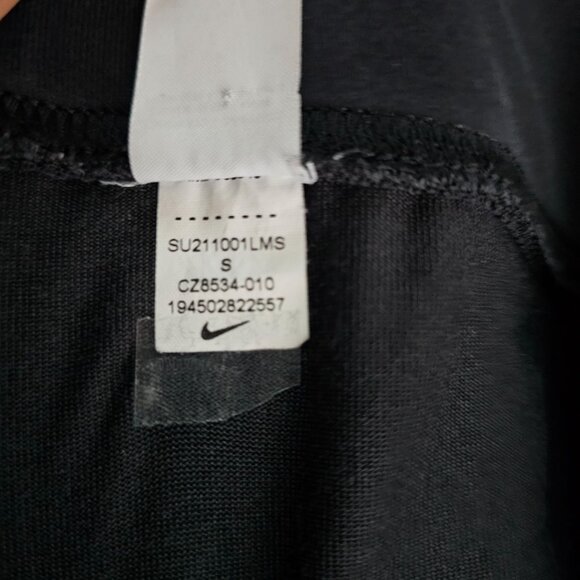 --------
SU211001LMS
S
CZ8534-010
194502822557